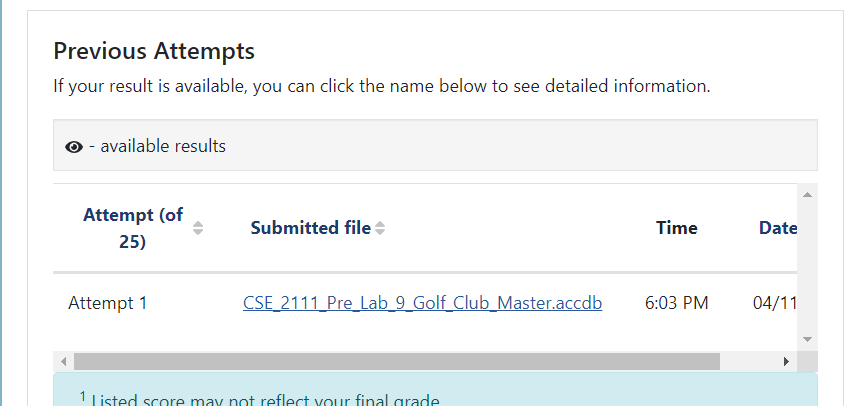 Previous Attempts
If your result is available, you can click the name below to see detailed information.
- available results
Attempt (of 25)
Submitted file
Time
Date
Attempt 1
CSE_2111_Pre_Lab_9_Golf_Club_Master.accdb
6:03 PM
04/11
1 Listed score may not reflect your final grade